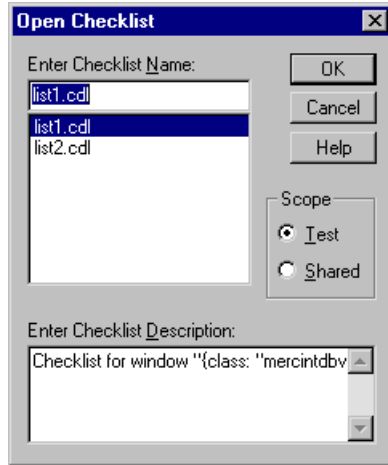 Open Checklist
Enter Checklist Name:
list1.cdl
list1.cdl
list2.cdl
OK
Cancel
Help
Scope
Test
Shared
Enter Checklist Description:
Checklist for window "{class: "mercintdbv